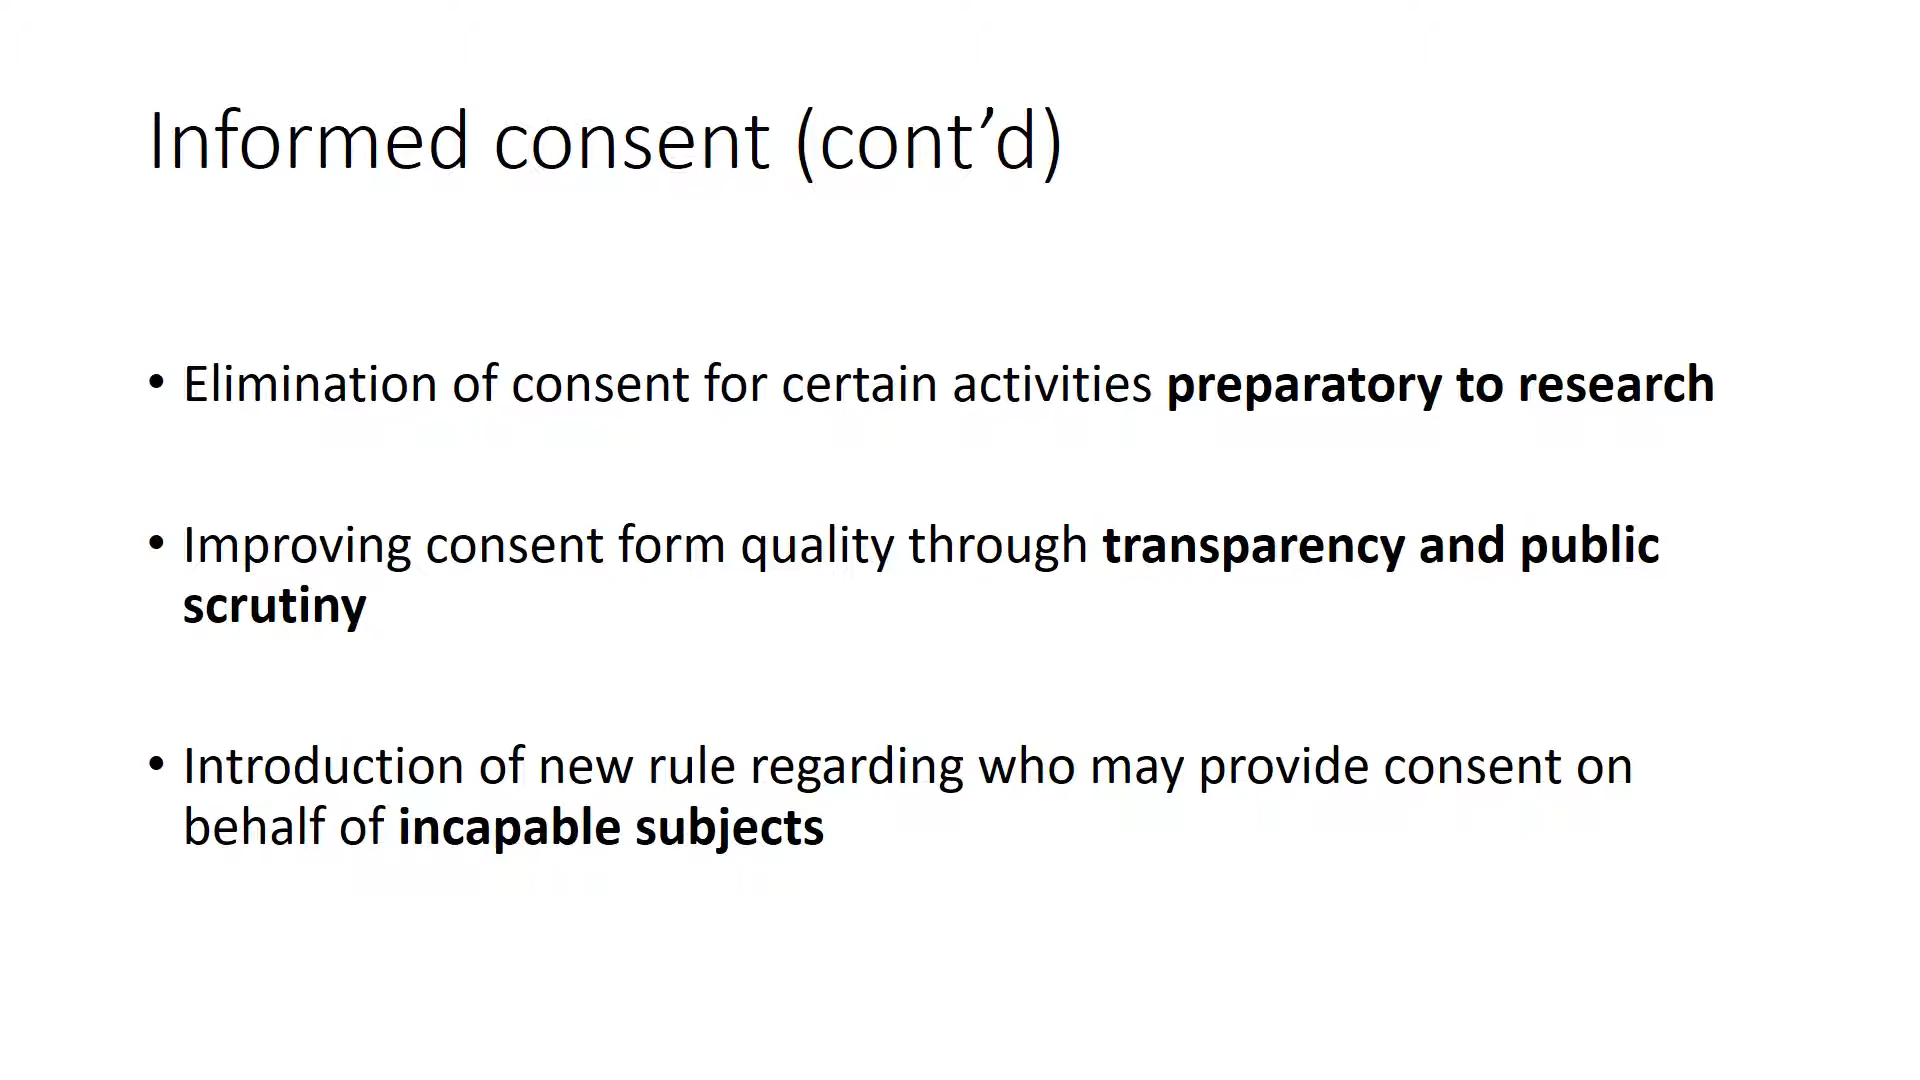 Informed consent (cont’d)
• Elimination of consent for certain activities preparatory to research
• Improving consent form quality through transparency and public
scrutiny
• Introduction of new rule regarding who may provide consent on
behalf of incapable subjects